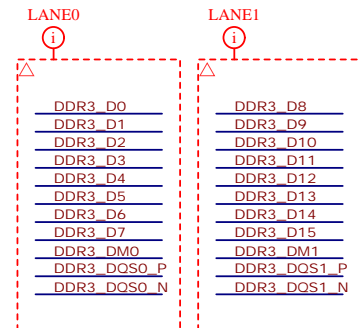 LANE0
i
DDR3_D0
DDR3_D1
DDR3_D2
DDR3_D3
DDR3_D4
DDR3_D5
DDR3_D6
DDR3_D7
DDR3_DM0
DDR3_DQS0_P
DDR3_DQS0_N
LANE1
i
DDR3_D8
DDR3_D9
DDR3_D10
DDR3_D11
DDR3_D12
DDR3_D13
DDR3_D14
DDR3_D15
DDR3_DM1
DDR3_DQS1_P
DDR3_DQS1_N